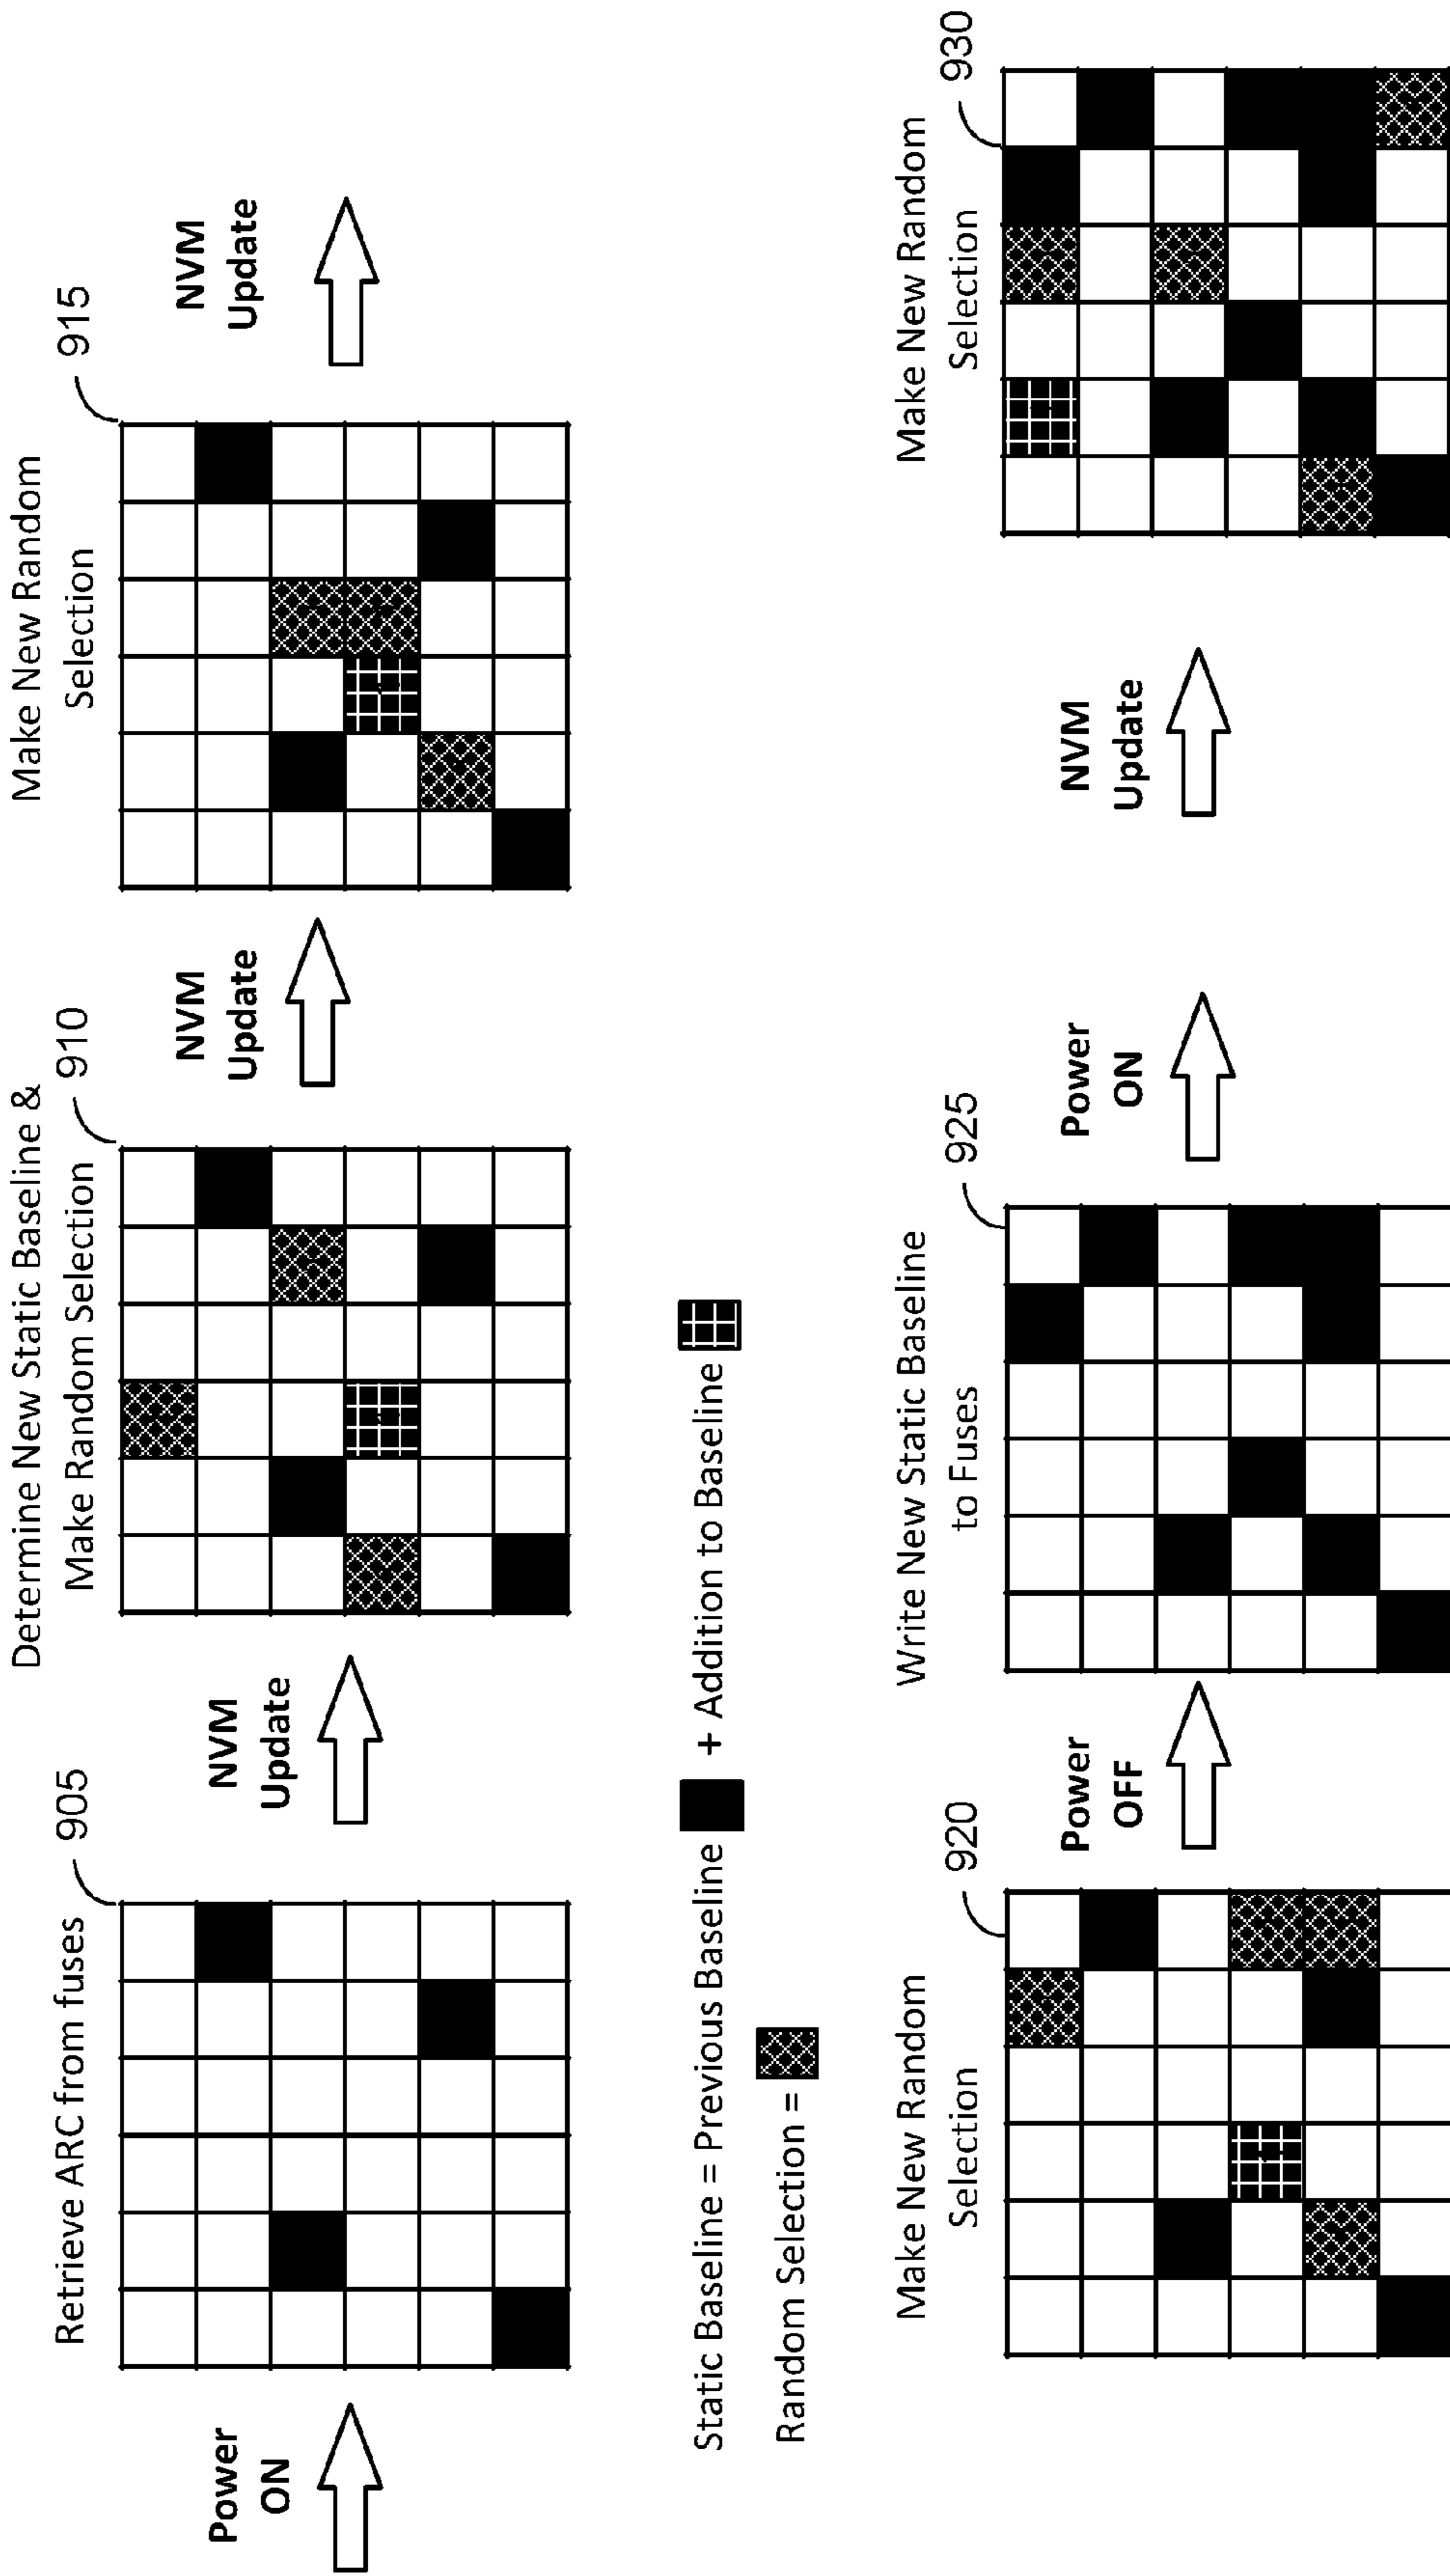 Retrieve ARC from fuses
905
Power
ON
NVM
Update
Determine New Static Baseline &
Make Random Selection
910
NVM
Update
Make New Random
Selection
915
NVM
Update
Static Baseline = Previous Baseline + Addition to Baseline
Random Selection =
Make New Random
Selection
920
Power
OFF
Write New Static Baseline
to Fuses
925
Power
ON
NVM
Update
Make New Random
Selection
930